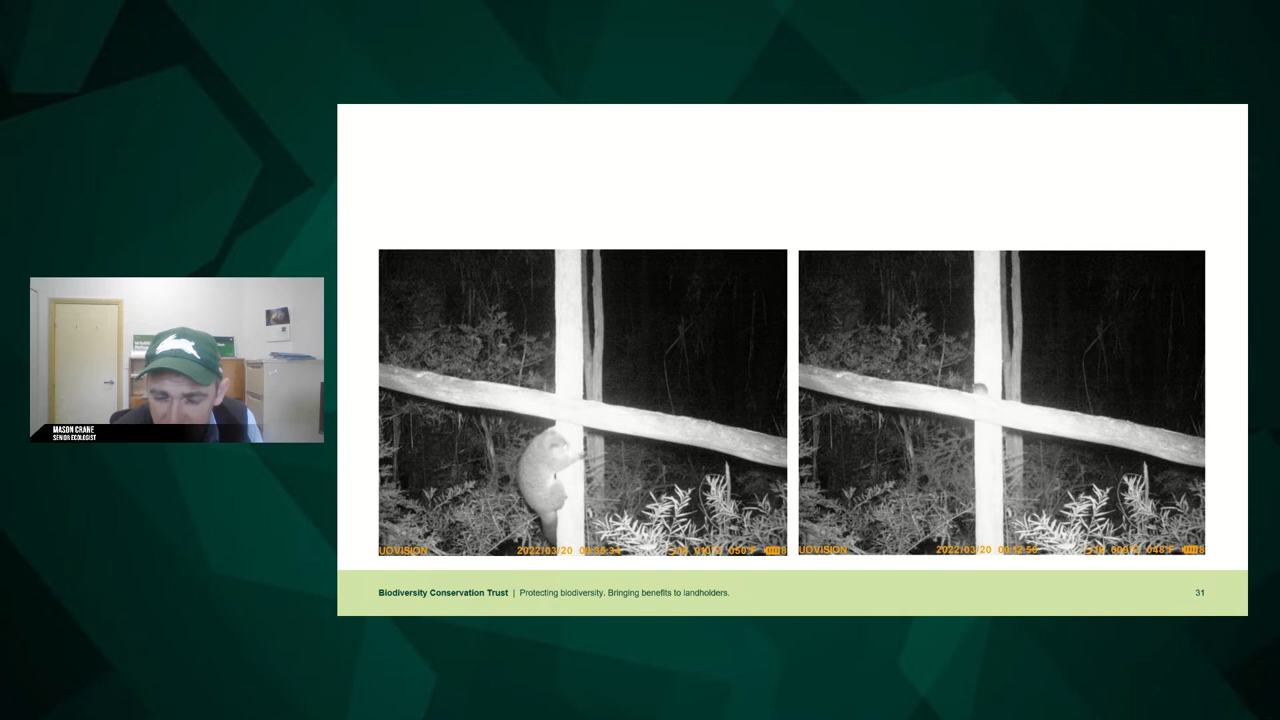 MASON CRANE
SENIOR ECOLOGIST
UOVISION 2022/03/20
UOVISION 2022/03/20
Biodiversity Conservation Trust | Protecting biodiversity. Bringing benefits to landholders. 31